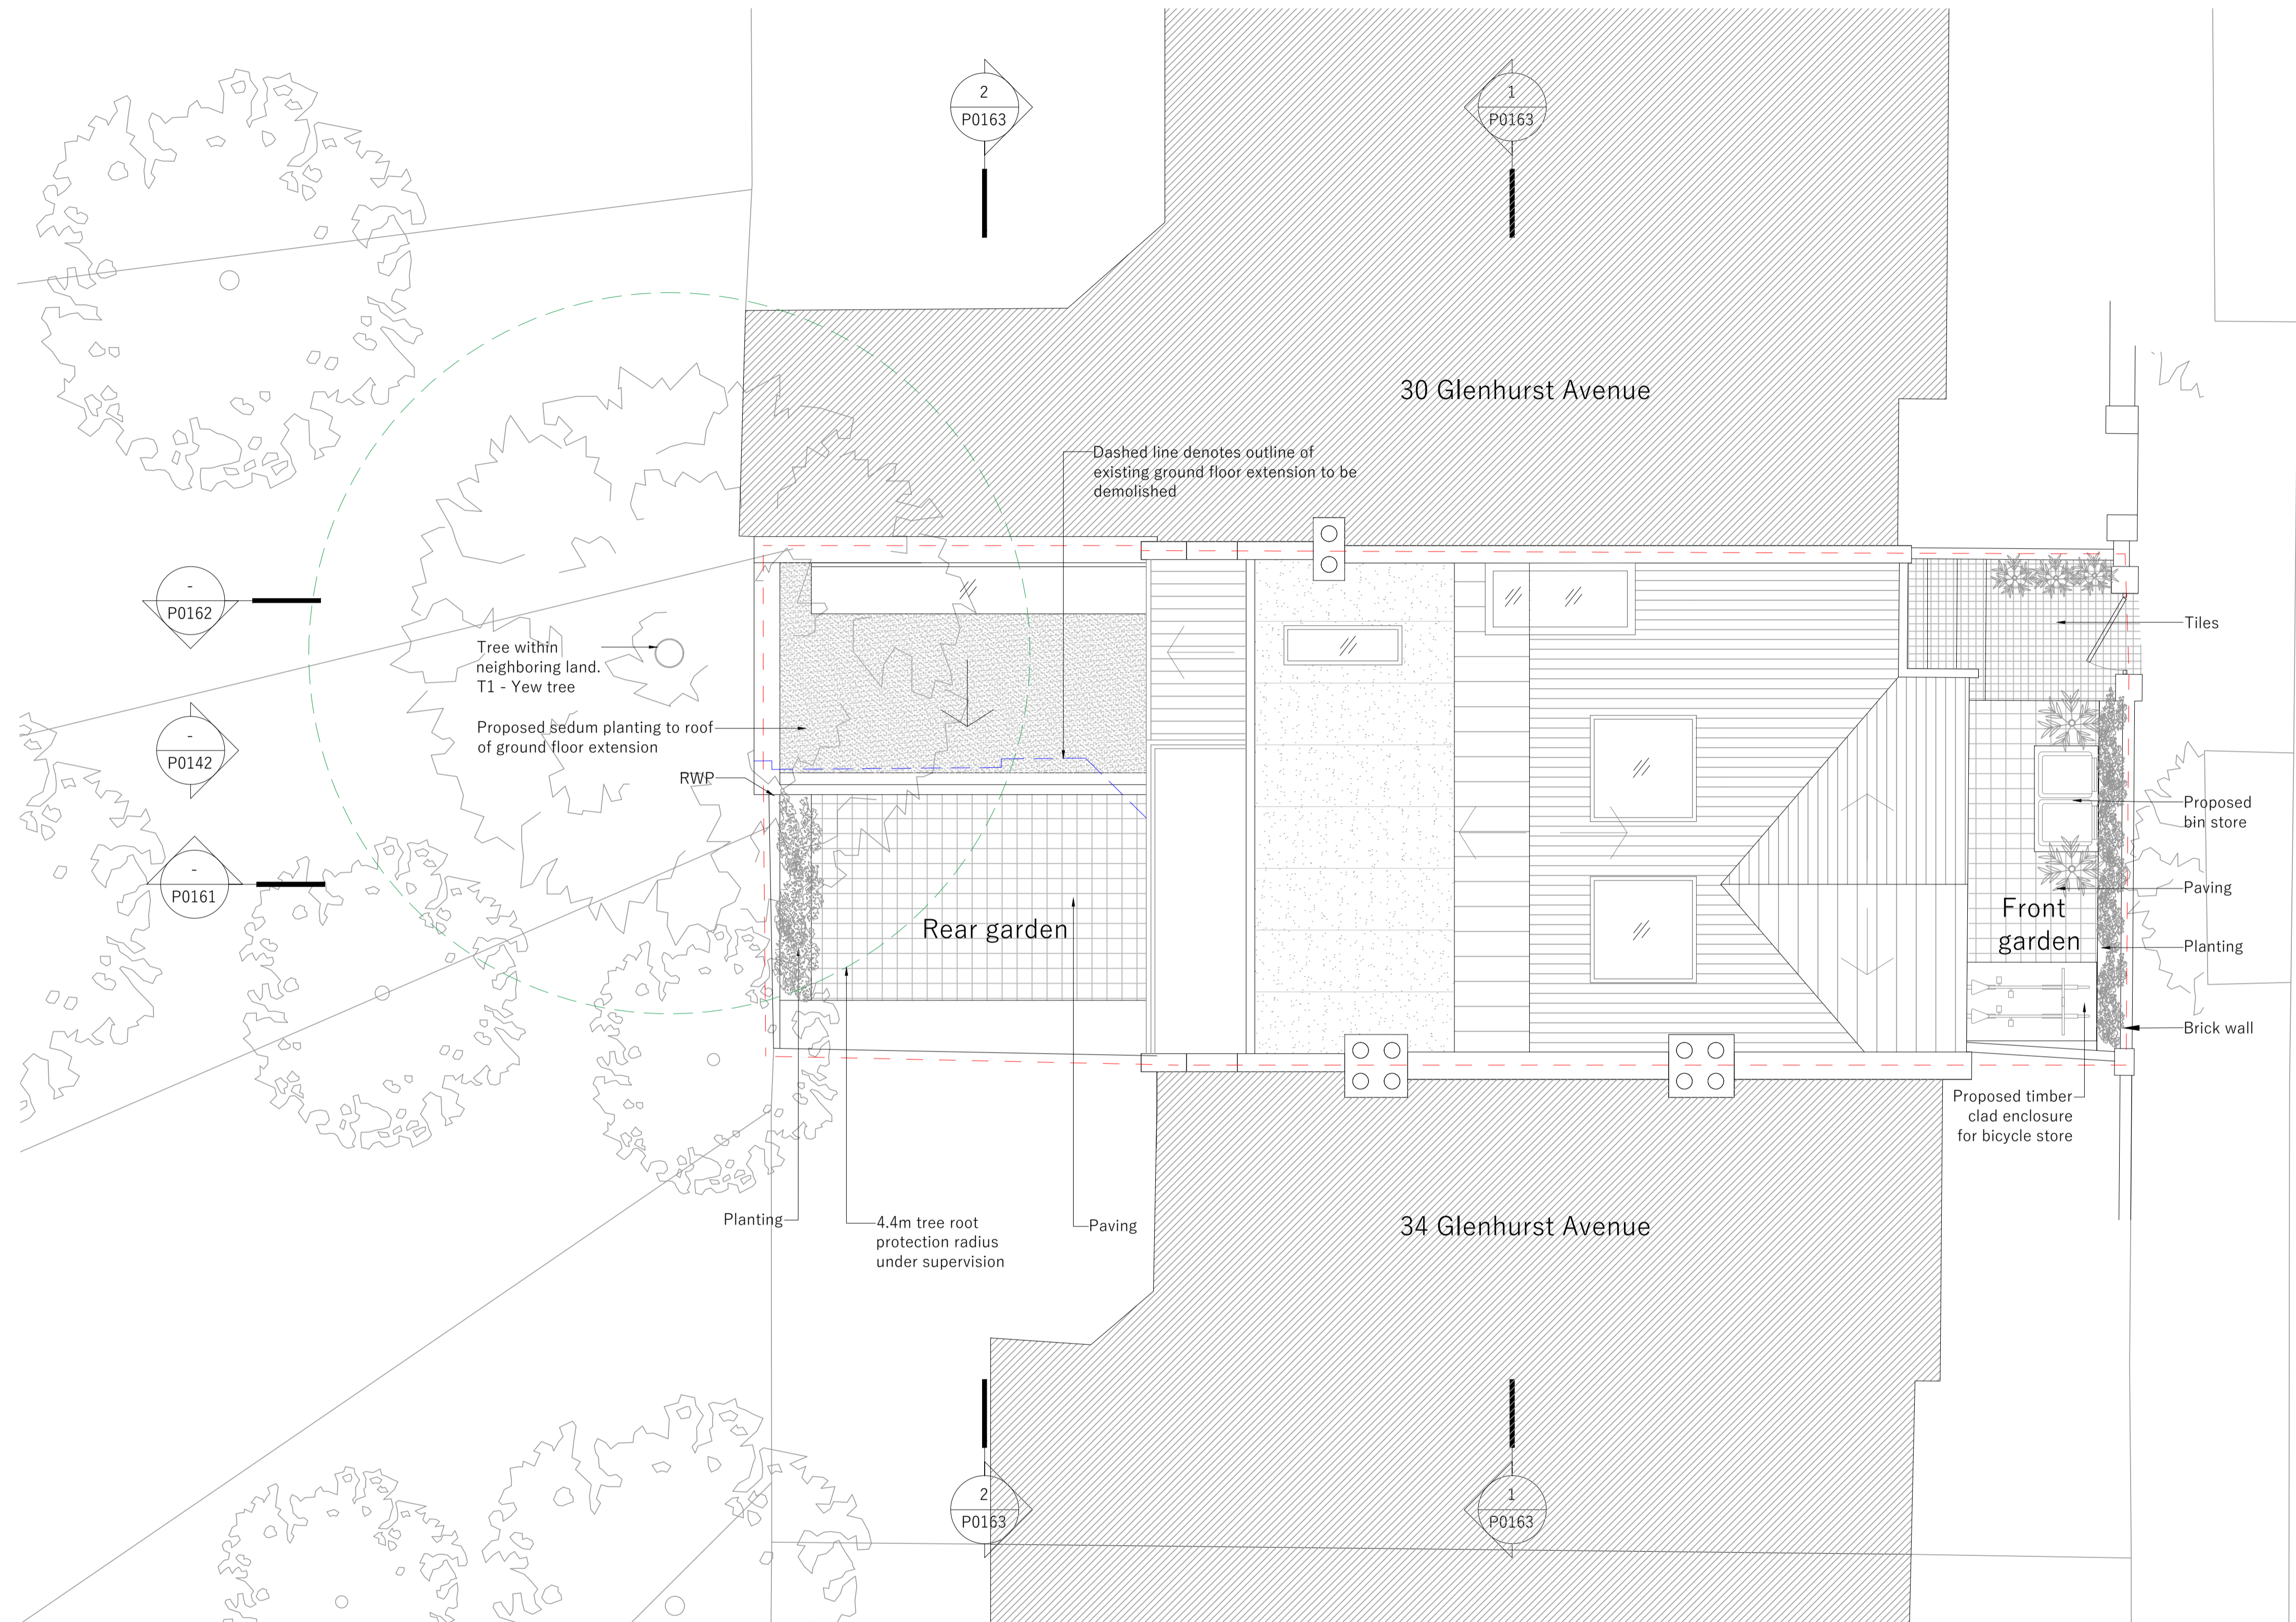 2
P0163
1
P0163
30 Glenhurst Avenue
Dashed line denotes outline of
existing ground floor extension to be
demolished
-
P0162
Tree within
neighboring land.
T1 - Yew tree
Tiles
-
P0142
Proposed sedum planting to roof
of ground floor extension
RWP
Proposed
bin store
-
P0161
Paving
Rear garden
Front
garden
Planting
Brick wall
Proposed timber
clad enclosure
for bicycle store
Planting
4.4m tree root
protection radius
under supervision
Paving
34 Glenhurst Avenue
2
P0163
1
P0163